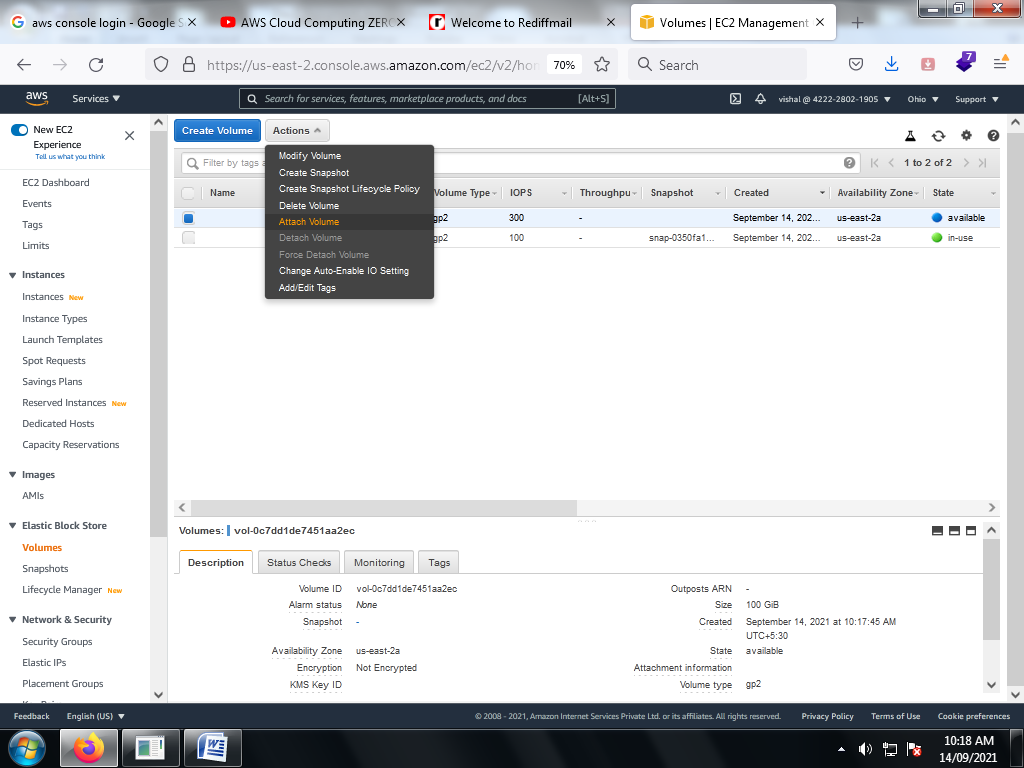 aws console login - Google S
AWS Cloud Computing ZERO
Welcome to Rediffmail
Volumes | EC2 Management
https://us-east-2.console.aws.amazon.com/ec2/v2/hom
70%
Search
7
aws
Services
Search for services, features, marketplace products, and docs
[Alt+S]
vishal @ 4222-2802-1905
Ohio
Support
New EC2
Experience
Tell us what you think
EC2 Dashboard
Events
Tags
Limits
Instances
Instances New
Instance Types
Launch Templates
Spot Requests
Savings Plans
Reserved Instances New
Dedicated Hosts
Capacity Reservations
Images
AMIs
Elastic Block Store
Volumes
Snapshots
Lifecycle Manager New
Network & Security
Security Groups
Elastic IPs
Placement Groups
Create Volume
Actions
Filter by tags
1 to 2 of 2
Modify Volume
Create Snapshot
Create Snapshot Lifecycle Policy
Delete Volume
Attach Volume
Detach Volume
Force Detach Volume
Change Auto-Enable IO Setting
Add/Edit Tags
Name Volume Type IOPS Throughpu Snapshot Created Availability Zone State
gp2 300 - September 14, 202... us-east-2a available
gp2 100 - snap-0350fa1... September 14, 202... us-east-2a in-use
Volumes: vol-0c7dd1de7451aa2ec
Description
Status Checks
Monitoring
Tags
Volume ID vol-0c7dd1de7451aa2ec
Alarm status None
Snapshot -
Availability Zone us-east-2a
Encryption Not Encrypted
KMS Key ID
Outposts ARN -
Size 100 GiB
Created September 14, 2021 at 10:17:45 AM
UTC+5:30
State available
Attachment information
Volume type gp2
Feedback
English (US)
© 2008 - 2021, Amazon Internet Services Private Ltd. or its affiliates. All rights reserved.
Privacy Policy
Terms of Use
Cookie preferences
10:18 AM
14/09/2021